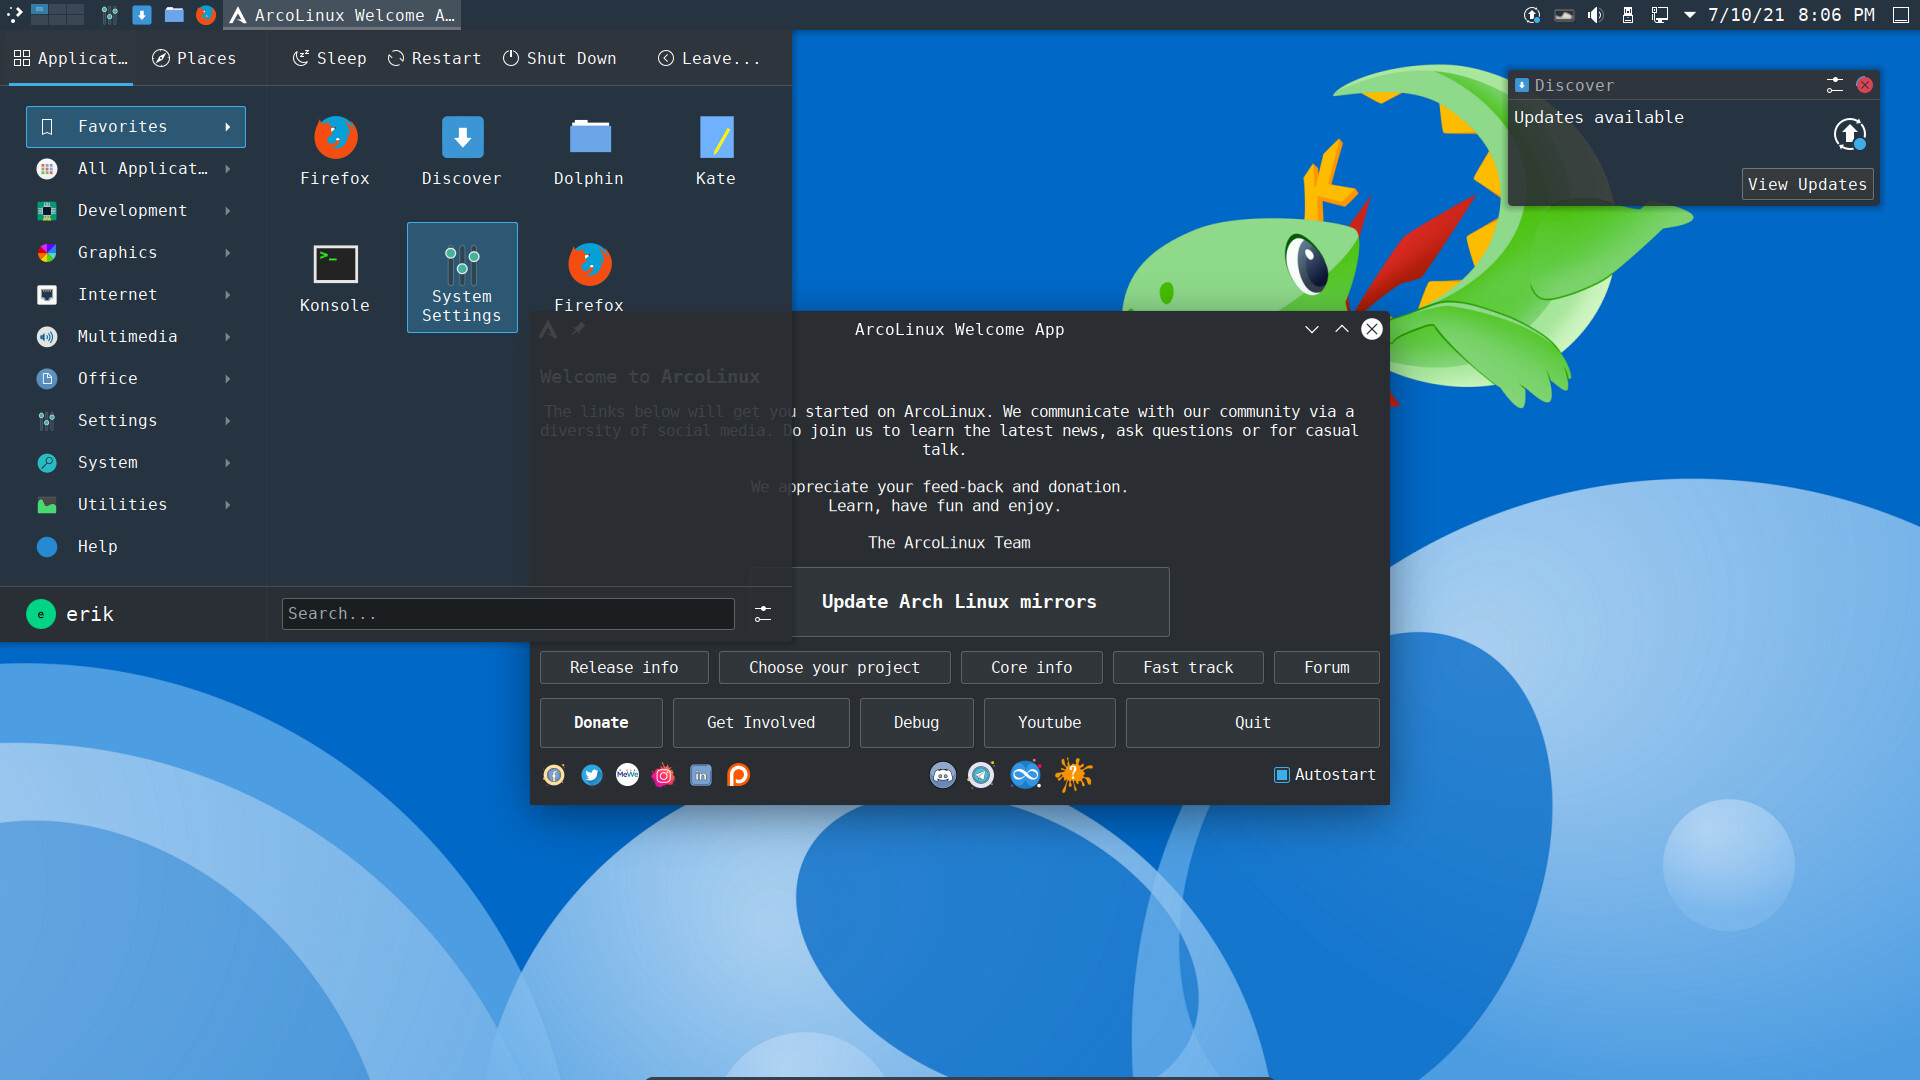 ArcoLinux Welcome A...
7/10/21 8:06 PM
Applicat...
Places
Sleep
Restart
Shut Down
Leave...
Favorites
All Applicat...
Development
Graphics
Internet
Multimedia
Office
Settings
System
Utilities
Help
Firefox
Discover
Dolphin
Kate
>_
Konsole
System
Settings
Firefox
e
erik
Search...
Discover
Updates available
View Updates
ArcoLinux Welcome App
Welcome to ArcoLinux
The links below will get you started on ArcoLinux. We communicate with our community via a
diversity of social media. Do join us to learn the latest news, ask questions or for casual
talk.
We appreciate your feed-back and donation.
Learn, have fun and enjoy.
The ArcoLinux Team
Update Arch Linux mirrors
Release info
Choose your project
Core info
Fast track
Forum
Donate
Get Involved
Debug
Youtube
Quit
MeWe
in
?
Autostart